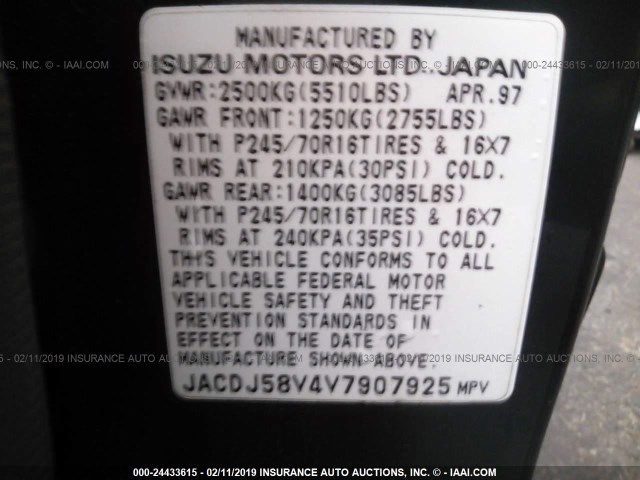 MANUFACTURED BY
ISUZU MOTORS LTD. JAPAN
GVWR:2500KG(5510LBS) APR.97
GAWR FRONT:1250KG(2755LBS)
WITH P245/70R16TIRES & 16X7
RIMS AT 210KPA(30PSI) COLD.
GAWR REAR:1400KG(3085LBS)
WITH P245/70R16TIRES & 16X7
RIMS AT 240KPA(35PSI) COLD.
THIS VEHICLE CONFORMS TO ALL
APPLICABLE FEDERAL MOTOR
VEHICLE SAFETY AND THEFT
PREVENTION STANDARDS IN
EFFECT ON THE DATE OF
MANUFACTURE SHOWN ABOVE.
JACDJ58V4V7907925 MPV
000-24433615 - 02/11/2019 INSURANCE AUTO AUCTIONS, INC. - © IAAI.COM